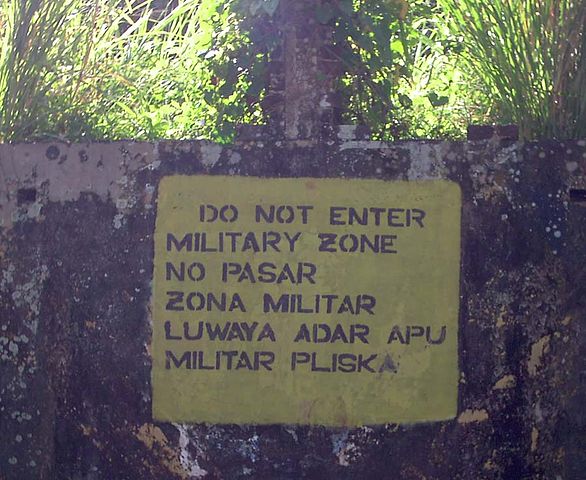 DO NOT ENTER
MILITARY ZONE
NO PASAR
ZONA MILITAR
LUWAYA ADAR APU
MILITAR PLISKA